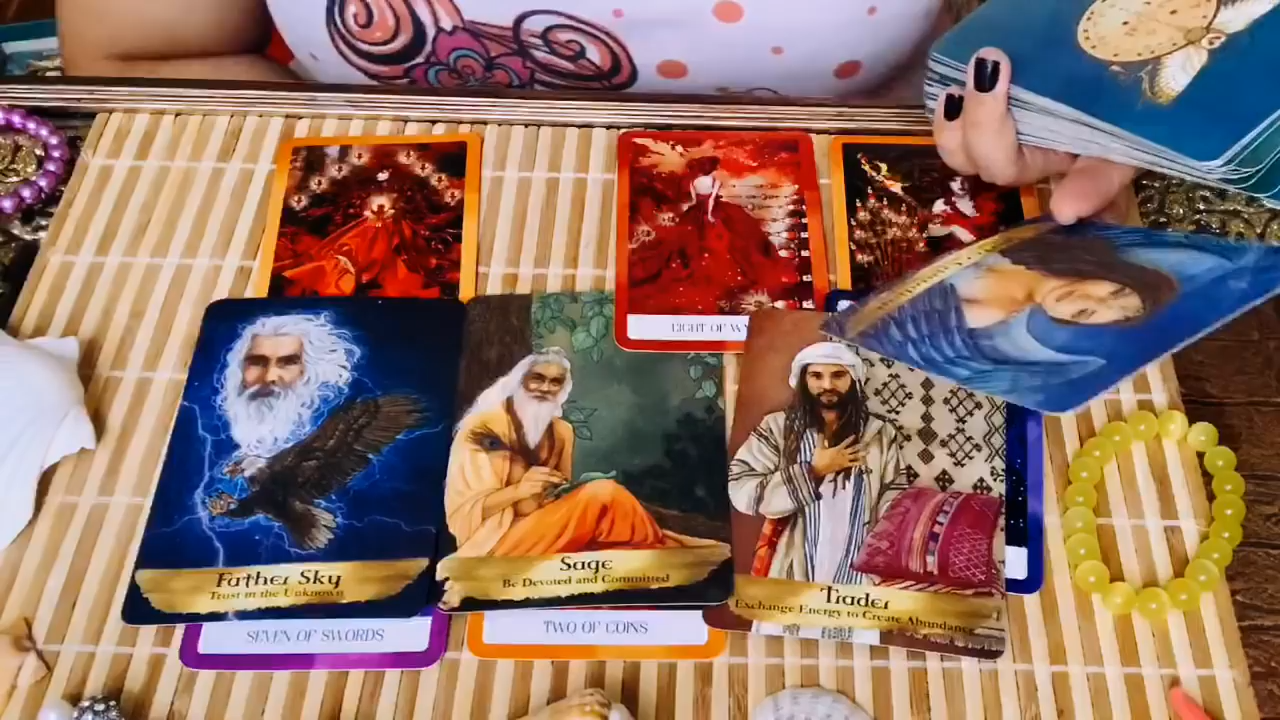 LIGHT OF
Father Sky
Trust in the Unknown
Sage
Be Devoted and Committed
Trader
Exchange Energy to Create Abundance
SEVEN OF SWORDS
TWO OF COINS